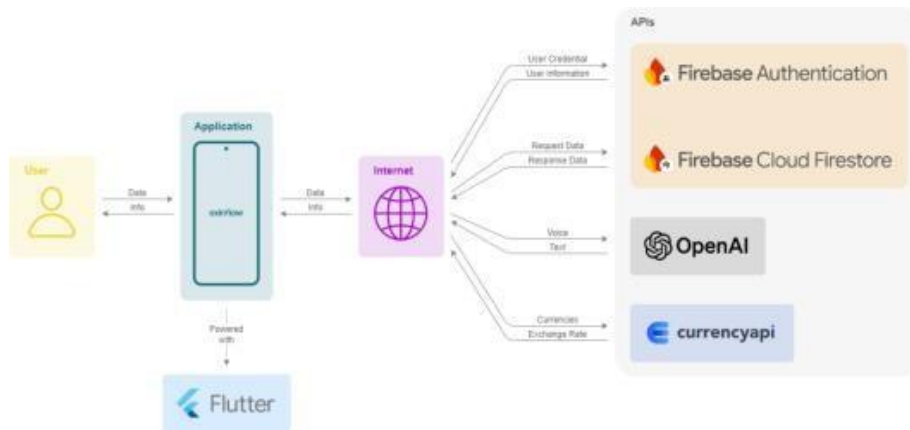 APIs
User Credential
User Information
Firebase Authentication
Application
Request Data
Response Data
Firebase Cloud Firestore
User
Internet
Data
Info
Data
Info
Voice
Text
OpenAI
Currencies
Exchange Rate
currencyapi
Powered
with
Flutter